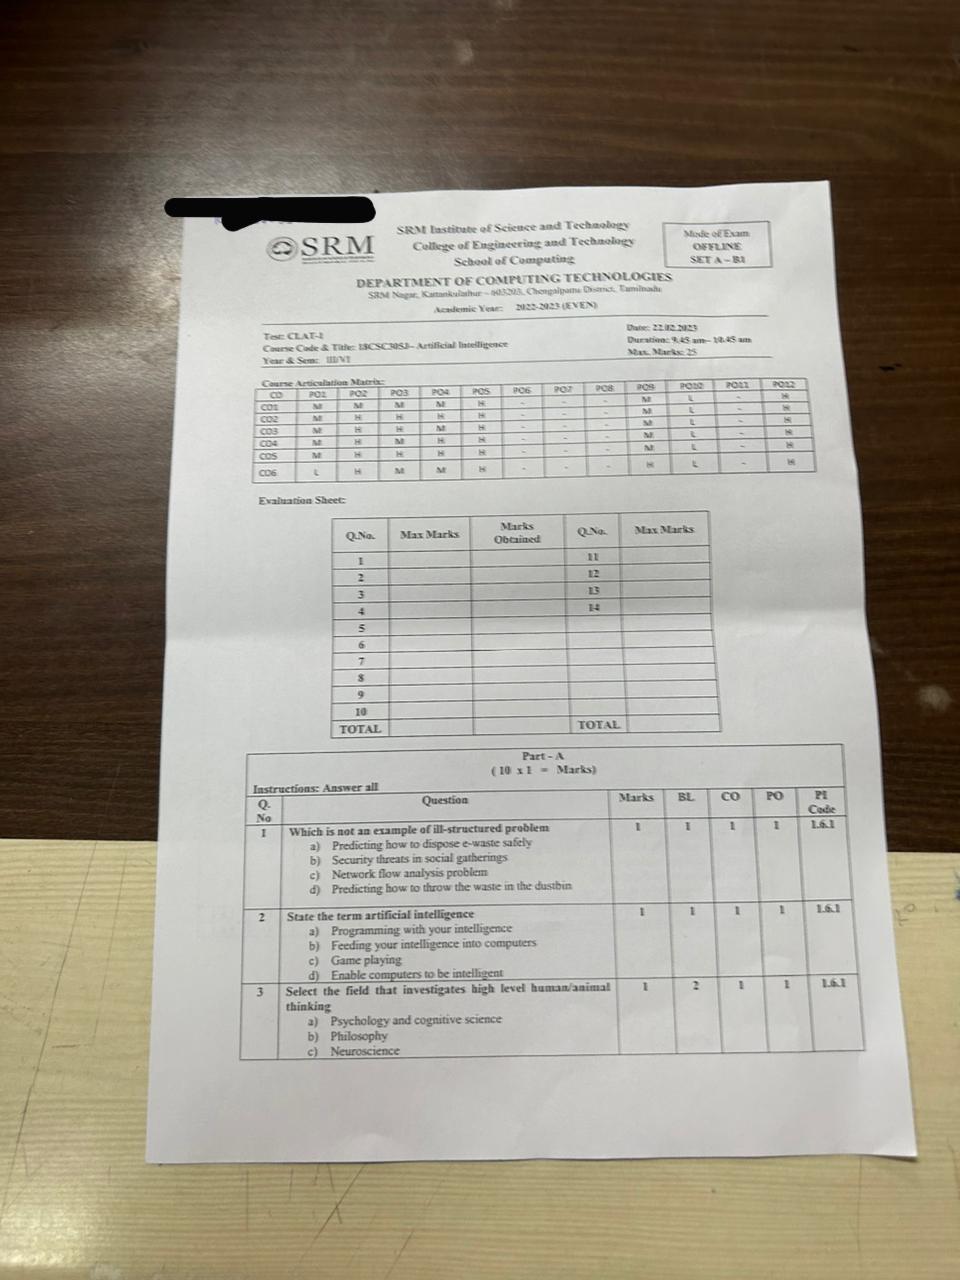 SRM
SRM Institute of Science and Technology
College of Engineering and Technology
School of Computing
Mode of Exam
OFFLINE
SET A – B1
DEPARTMENT OF COMPUTING TECHNOLOGIES
SRM Nagar, Kattankulathur – 603203, Chengalpattu District, Tamilnadu
Academic Year: 2022-2023 (EVEN)
Test: CLAT-1 Date: 22.02.2023
Course Code & Title: 18CSC305J– Artificial Intelligence Duration: 9.45 am– 10.45 am
Year & Sem: III/VI Max. Marks: 25
Course Articulation Matrix:
CO PO1 PO2 PO3 PO4 PO5 PO6 PO7 PO8 PO9 PO10 PO11 PO12
CO1 M M M M H - - - M L - H
CO2 M H H H H - - - M L - H
CO3 M H H M H - - - M L - H
CO4 M H M H H - - - M L - H
CO5 M H H H H - - - M L - H
CO6 L H M M H - - - H L - H
Evaluation Sheet:
Q.No. Max Marks Marks Obtained Q.No. Max Marks
1 11
2 12
3 13
4 14
5
6
7
8
9
10
TOTAL TOTAL
Part – A
( 10 x 1 = Marks)
Instructions: Answer all
Q. No Question Marks BL CO PO PI Code
1 Which is not an example of ill-structured problem 1 1 1 1 1.6.1
a) Predicting how to dispose e-waste safely
b) Security threats in social gatherings
c) Network flow analysis problem
d) Predicting how to throw the waste in the dustbin
2 State the term artificial intelligence 1 1 1 1 1.6.1
a) Programming with your intelligence
b) Feeding your intelligence into computers
c) Game playing
d) Enable computers to be intelligent
3 Select the field that investigates high level human/animal 1 2 1 1 1.6.1
thinking
a) Psychology and cognitive science
b) Philosophy
c) Neuroscience